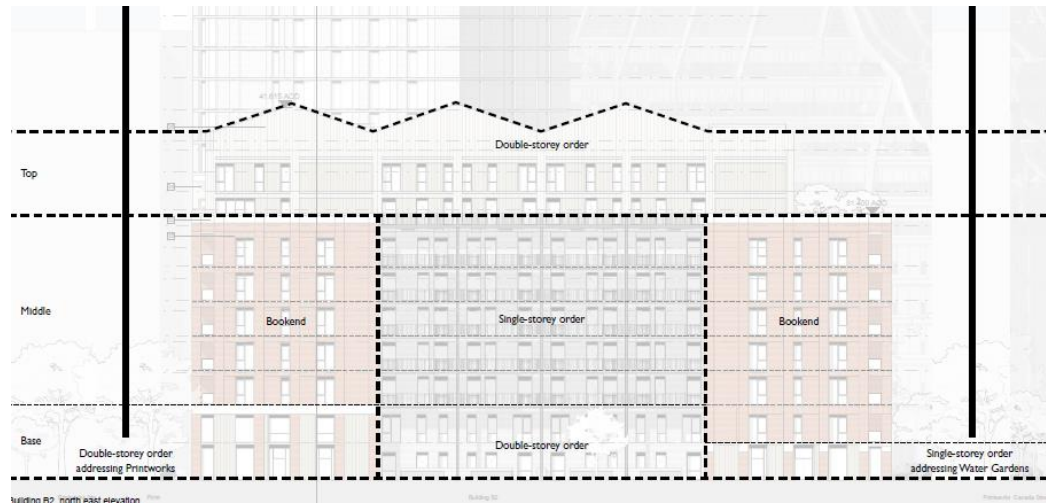 Double-storey order
Top
Middle
Bookend
Single-storey order
Bookend
Base
Double-storey order
addressing Printworks
Double-storey order
Single-storey order
addressing Water Gardens
Building B2, north east elevation
Building B2